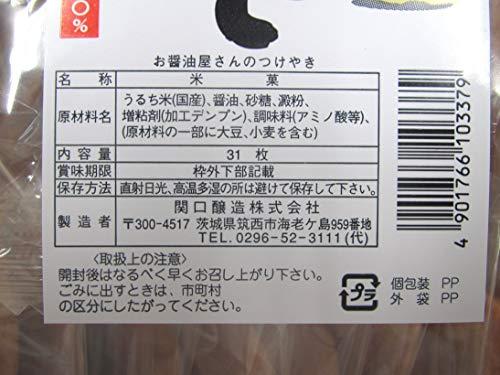 〇%
お醤油屋さんのつけやき
名称 米菓
原材料名 うるち米(国産)、醤油、砂糖、澱粉、
増粘剤(加工デンプン)、調味料(アミノ酸等)、
(原材料の一部に大豆、小麦を含む)
内容量 31枚
賞味期限 枠外下部記載
保存方法 直射日光、高温多湿の所は避けて保存して下さい。
製造者 関口醸造株式会社
〒300-4517 茨城県筑西市海老ケ島959番地
TEL.0296-52-3111(代)
〈取扱上の注意〉
開封後はなるべく早くお召し上がり下さい。
ごみに出すときは、市町村
の区分にしたがってください。
プラ
個包装 PP
外袋 PP
4 901766 103379